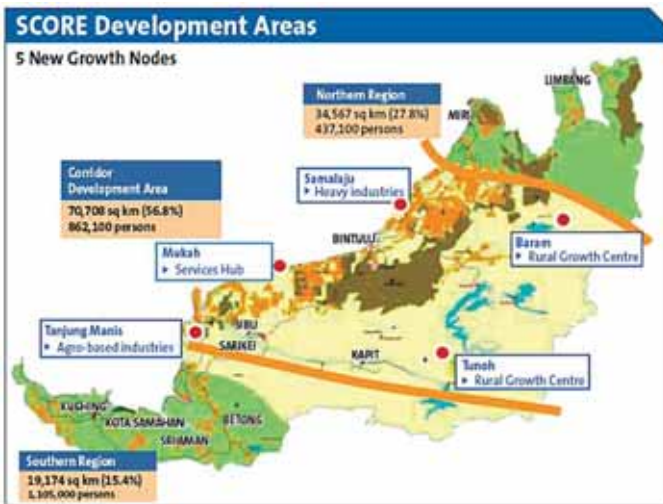 SCORE Development Areas
5 New Growth Nodes
LIMBANG
Northern Region
34,567 sq km (27.8%)
437,100 persons
MIRI
Corridor
Development Area
70,708 sq km (56.8%)
862,100 persons
Samalaju
▸ Heavy industries
BINTULU
Mukah
▸ Services Hub
Baram
▸ Rural Growth Centre
Tanjung Manis
▸ Agro-based industries
SIBU
SARIKEI
KAPIT
Tunoh
▸ Rural Growth Centre
KUCHING
KOTA SAMAHAN
SRI AMAN
BETONG
Southern Region
19,174 sq km (15.4%)
1,105,000 persons